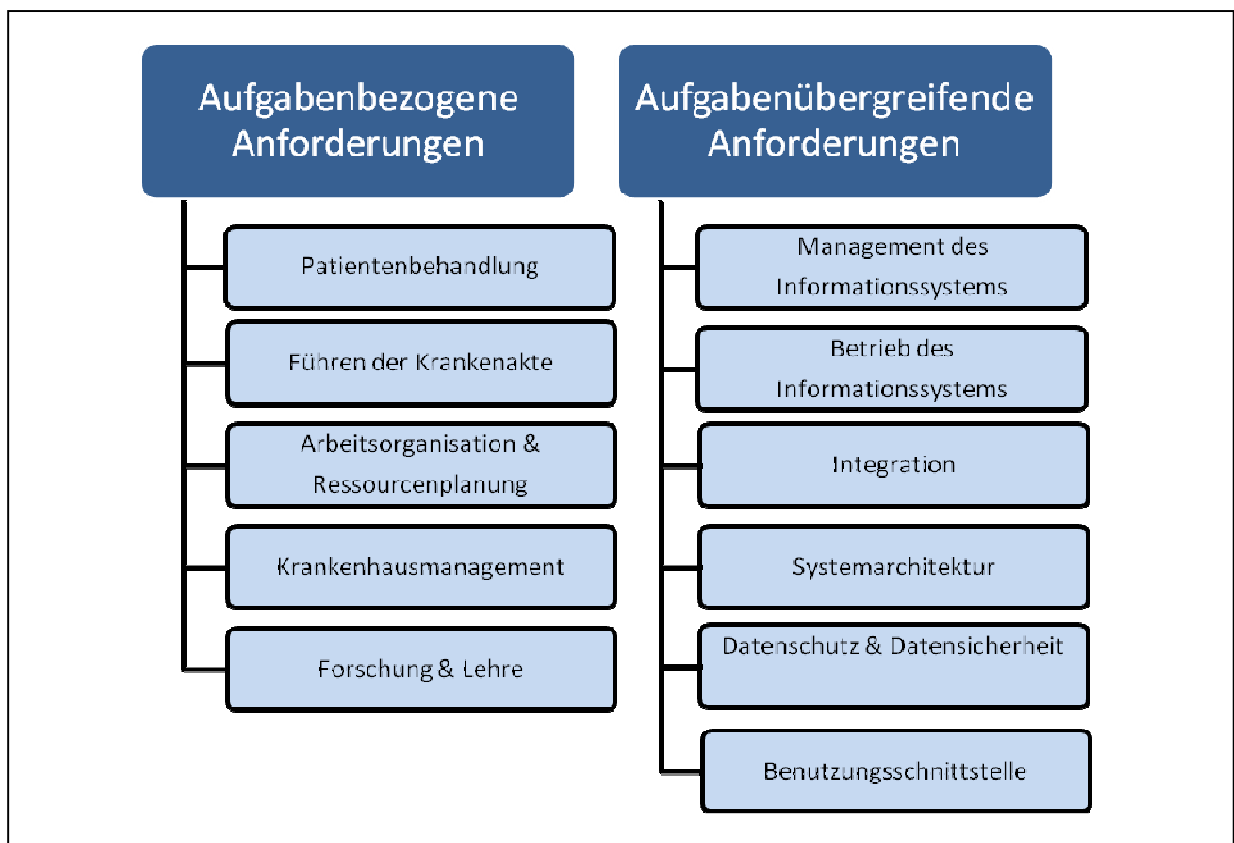 Aufgabenbezogene
Anforderungen
Patientenbehandlung
Führen der Krankenakte
Arbeitsorganisation &
Ressourcenplanung
Krankenhausmanagement
Forschung & Lehre
Aufgabenübergreifende
Anforderungen
Management des
Informationssystems
Betrieb des
Informationssystems
Integration
Systemarchitektur
Datenschutz & Datensicherheit
Benutzungsschnittstelle